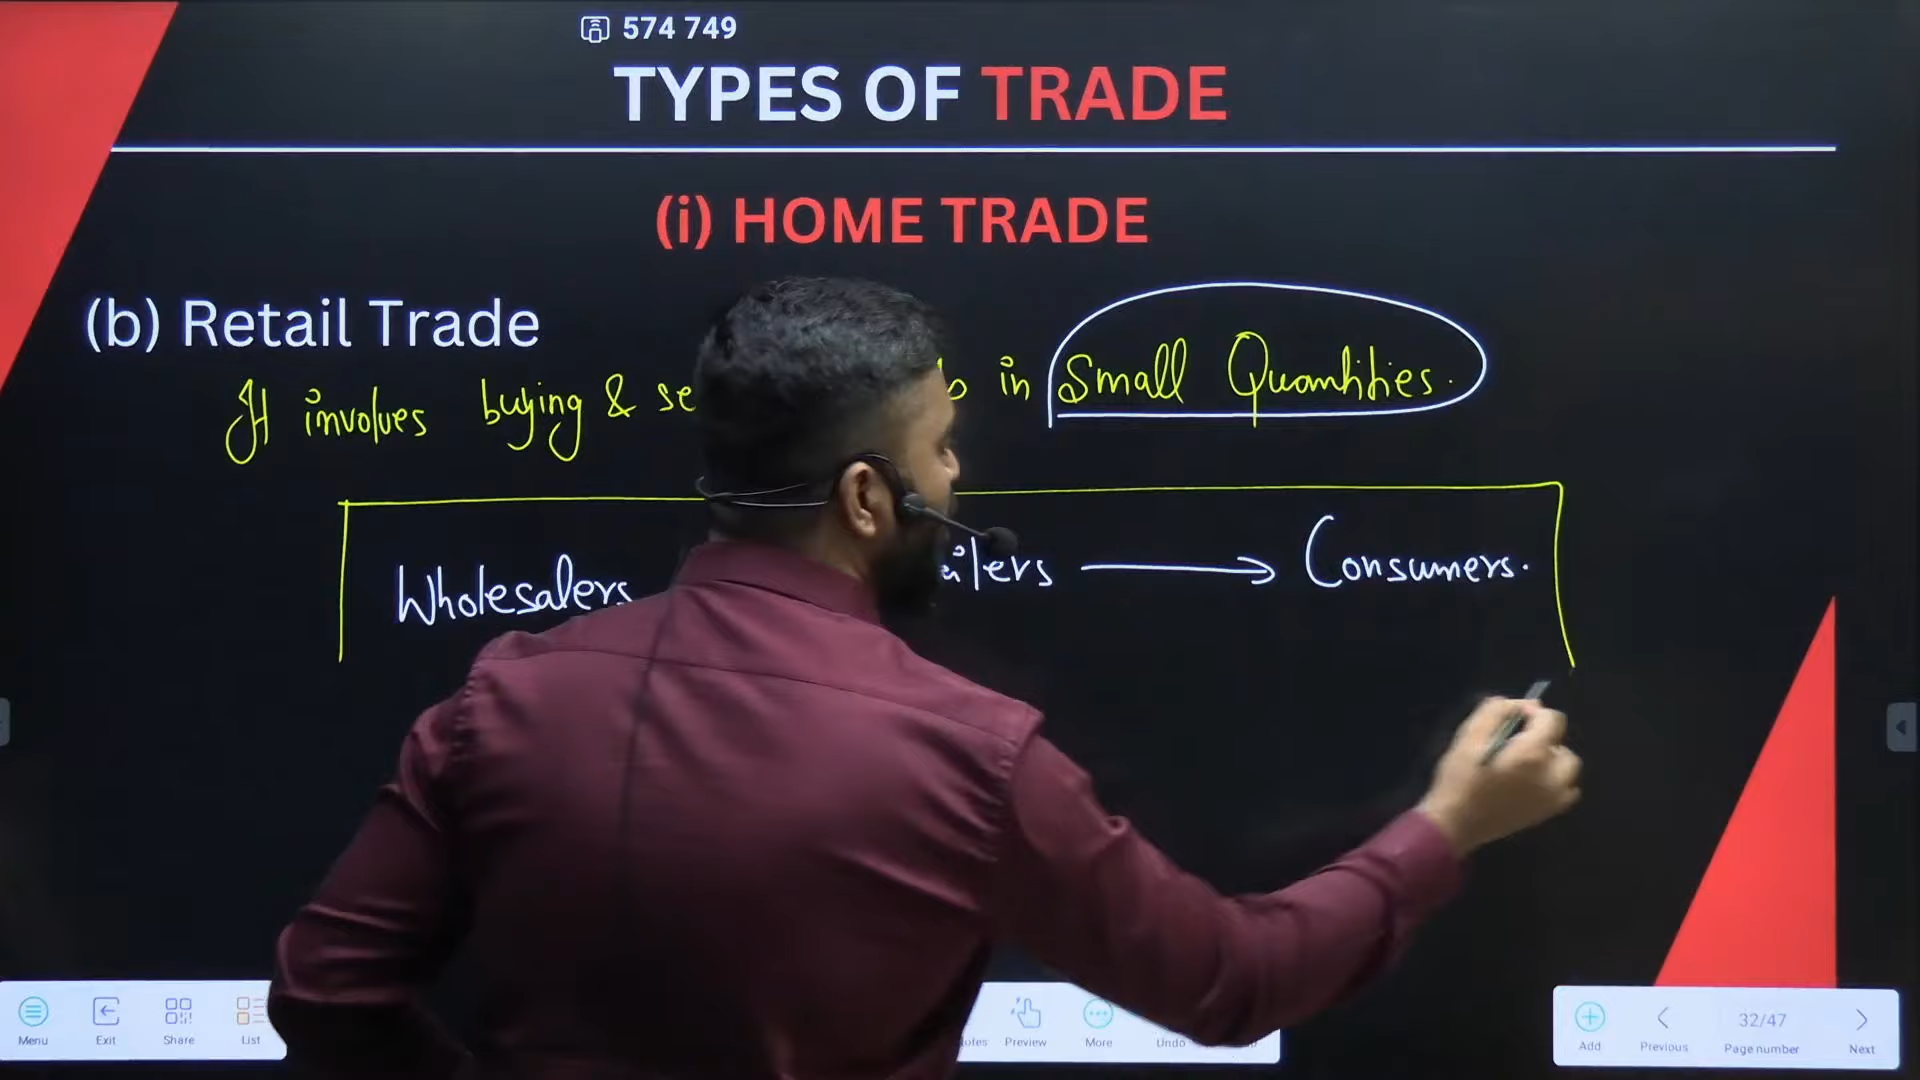 574 749
TYPES OF TRADE
(i) HOME TRADE
(b) Retail Trade
It involves buying & se in Small Quantities.
Wholesalers ilers → Consumers.
Menu Exit Share List otes Preview More Undo Add Previous 32/47 Page number Next